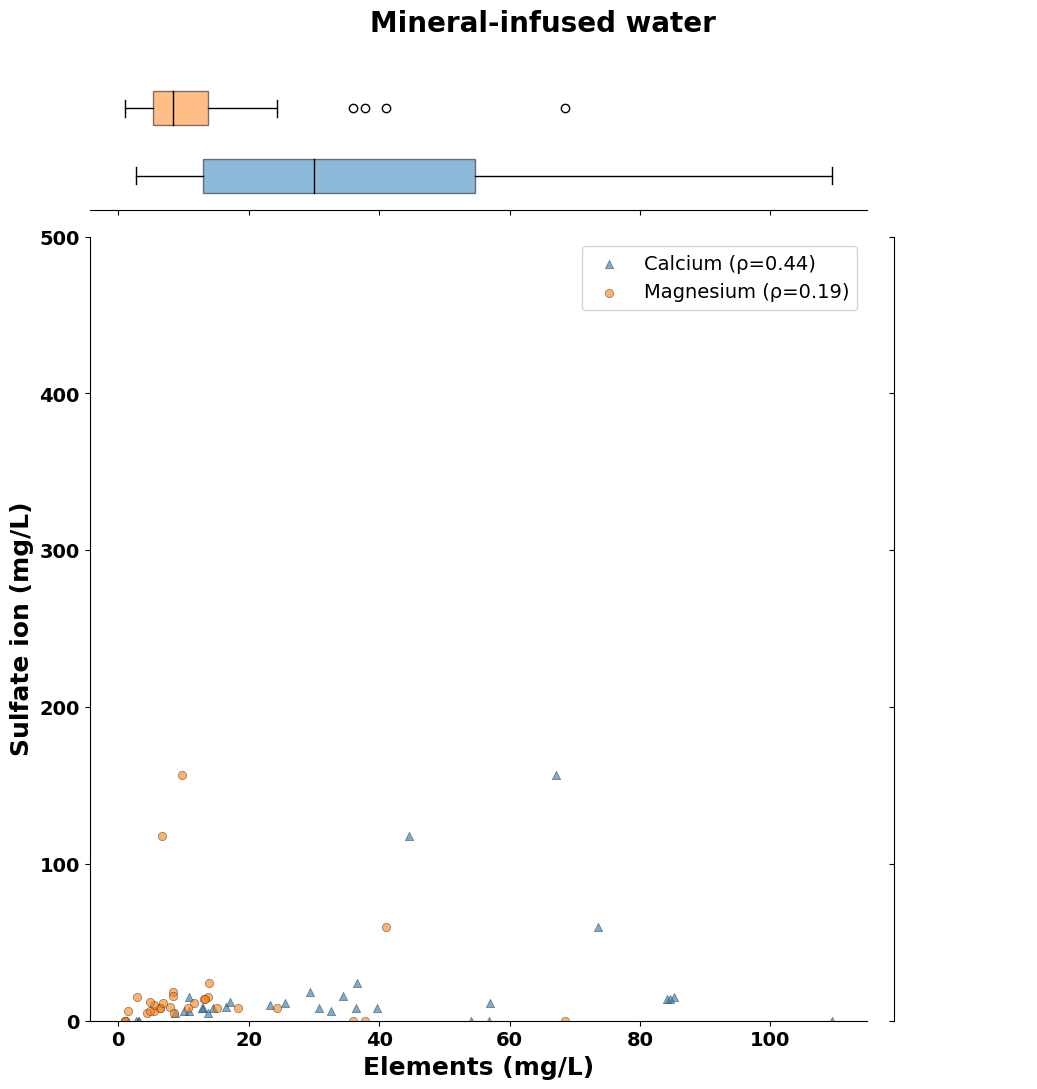 Mineral-infused water
500
400
300
200
100
0
Sulfate ion (mg/L)
Calcium (ρ=0.44)
Magnesium (ρ=0.19)
0 20 40 60 80 100
Elements (mg/L)